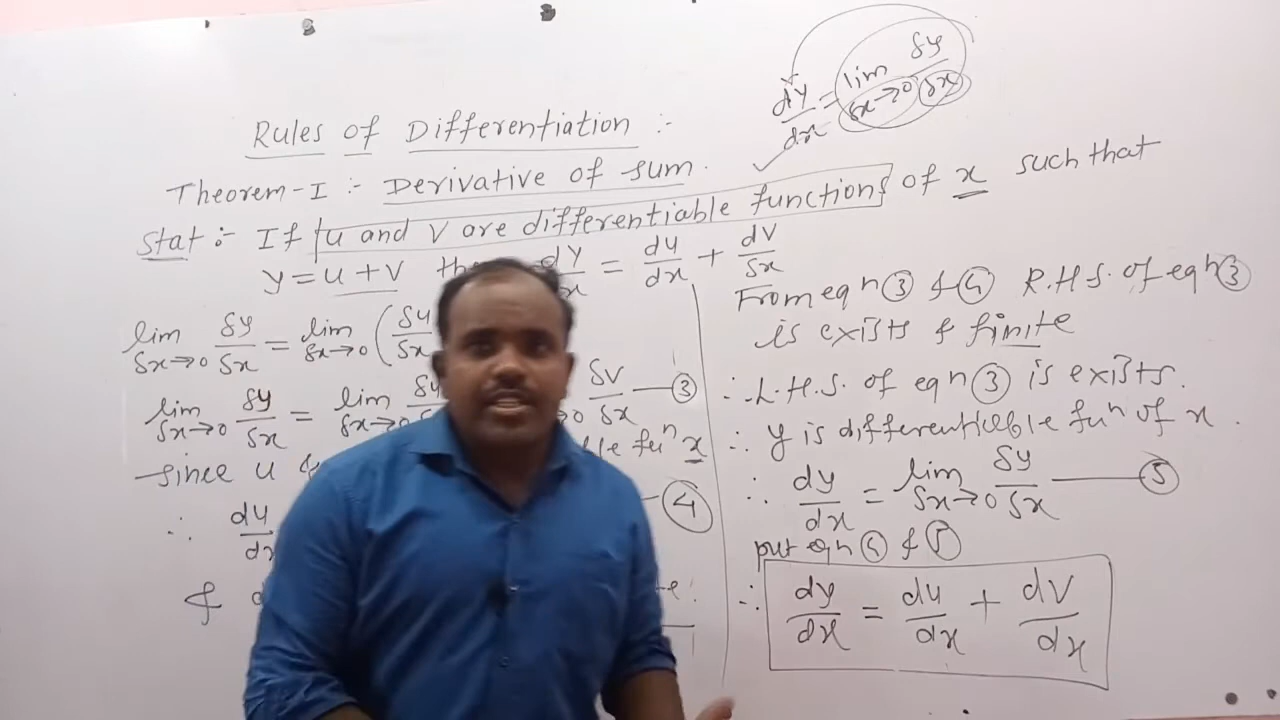 Rules of Differentiation :-
dy/dx = lim δx→0 δy/δx
Theorem-I :- Derivative of sum.
Stat :- If u and v are differentiable functions of x such that
y = u + v the dy/dx = du/dx + dv/δx
lim δx→0 δy/δx = lim δx→0 (δu/δx
lim δx→0 δy/δx = lim δx→0 δu δv/δx — ③
since u & fuⁿ x
∴ du/dx — ④
&
From eqn ③ & ④ R.H.S. of eqn ③
is exists & finite
∴ L.H.S. of eqn ③ is exists.
∴ y is differentiable fuⁿ of x.
∴ dy/dx = lim δx→0 δy/δx — ⑤
put eqn & ⑤
∴ dy/dx = du/dx + dv/dx